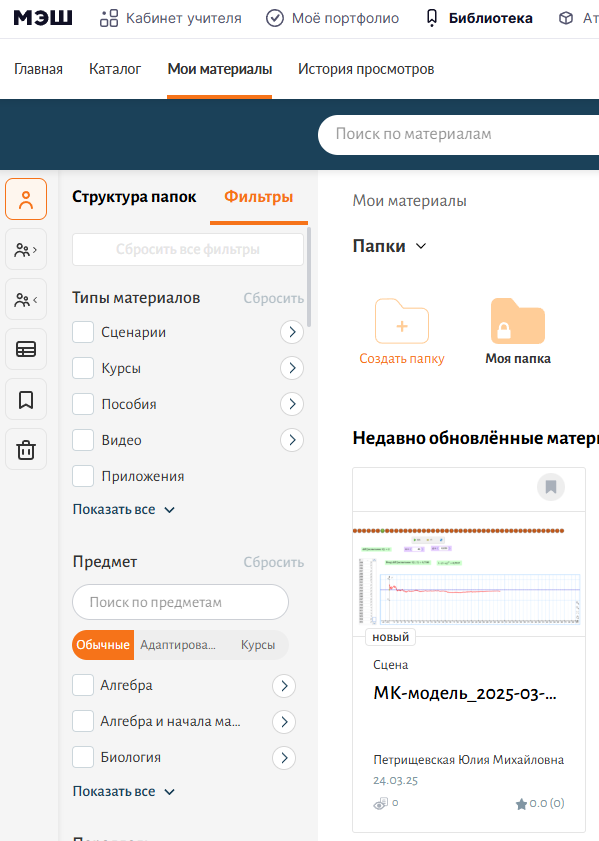 МЭШ
Кабинет учителя
Моё портфолио
Библиотека
Ат
Главная
Каталог
Мои материалы
История просмотров
Поиск по материалам
Структура папок
Фильтры
Сбросить все фильтры
Типы материалов
Сбросить
Сценарии
Курсы
Пособия
Видео
Приложения
Показать все
Предмет
Сбросить
Поиск по предметам
Обычные
Адаптирова...
Курсы
Алгебра
Алгебра и начала ма...
Биология
Показать все
Мои материалы
Папки
Создать папку
Моя папка
Недавно обновлённые матери
новый
Сцена
МК-модель_2025-03-...
Петрищевская Юлия Михайловна
24.03.25
0
0.0 (0)